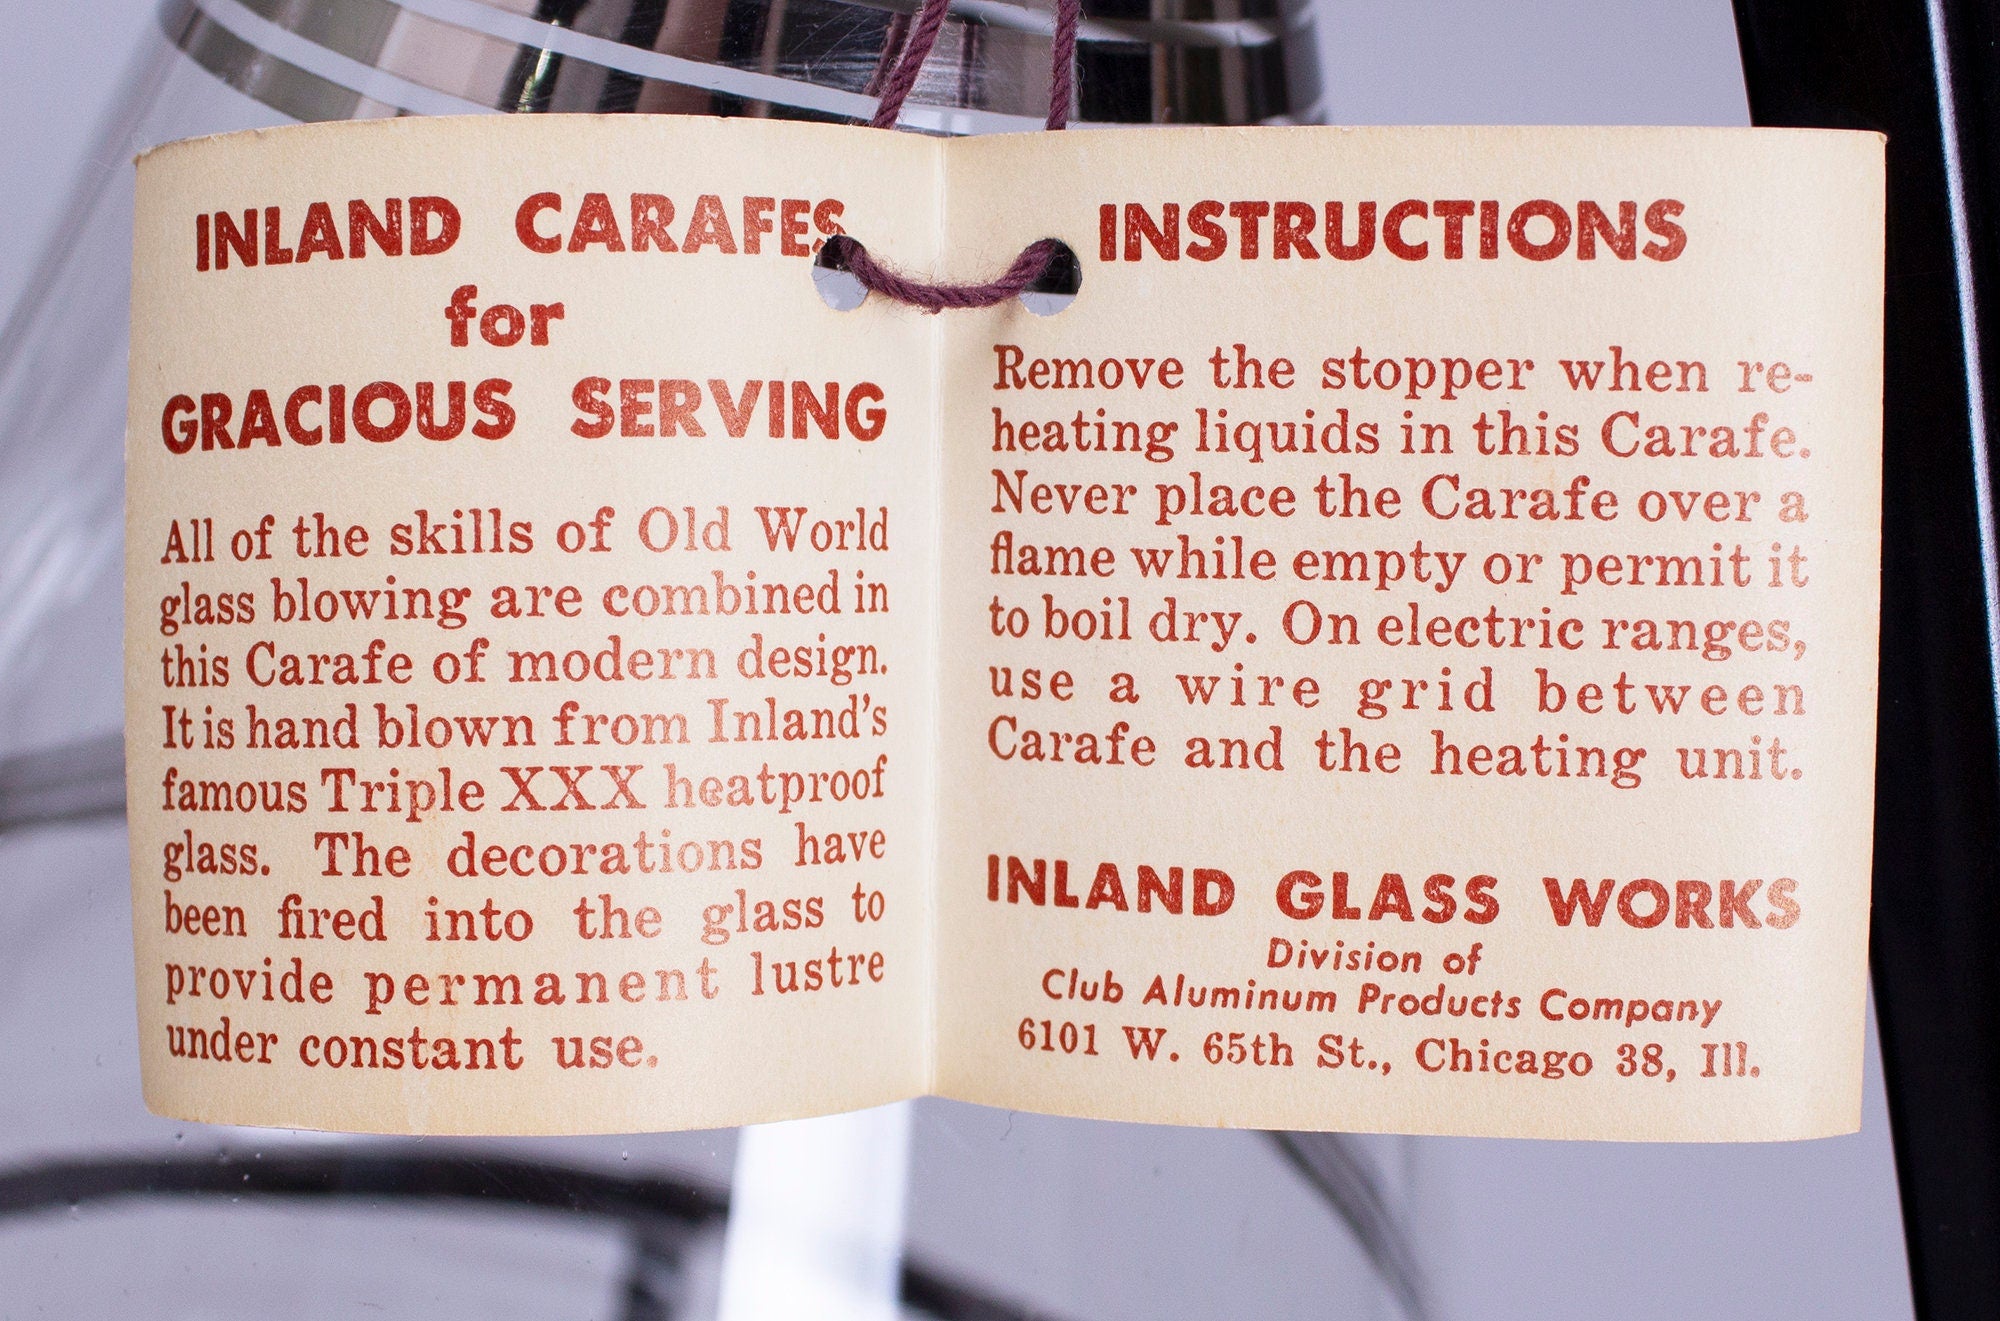 INLAND CARAFES
for
GRACIOUS SERVING
All of the skills of Old World
glass blowing are combined in
this Carafe of modern design.
It is hand blown from Inland's
famous Triple XXX heatproof
glass. The decorations have
been fired into the glass to
provide permanent lustre
under constant use.
INSTRUCTIONS
Remove the stopper when re-
heating liquids in this Carafe.
Never place the Carafe over a
flame while empty or permit it
to boil dry. On electric ranges,
use a wire grid between
Carafe and the heating unit.
INLAND GLASS WORKS
Division of
Club Aluminum Products Company
6101 W. 65th St., Chicago 38, Ill.